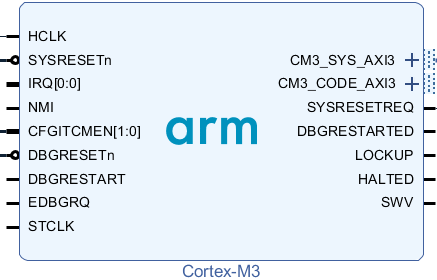 HCLK
SYSRESETn
IRQ[0:0]
NMI
CFGITCMEN[1:0]
DBGRESETn
DBGRESTART
EDBGRQ
STCLK
arm
CM3_SYS_AXI3
CM3_CODE_AXI3
SYSRESETREQ
DBGRESTARTED
LOCKUP
HALTED
SWV
Cortex-M3